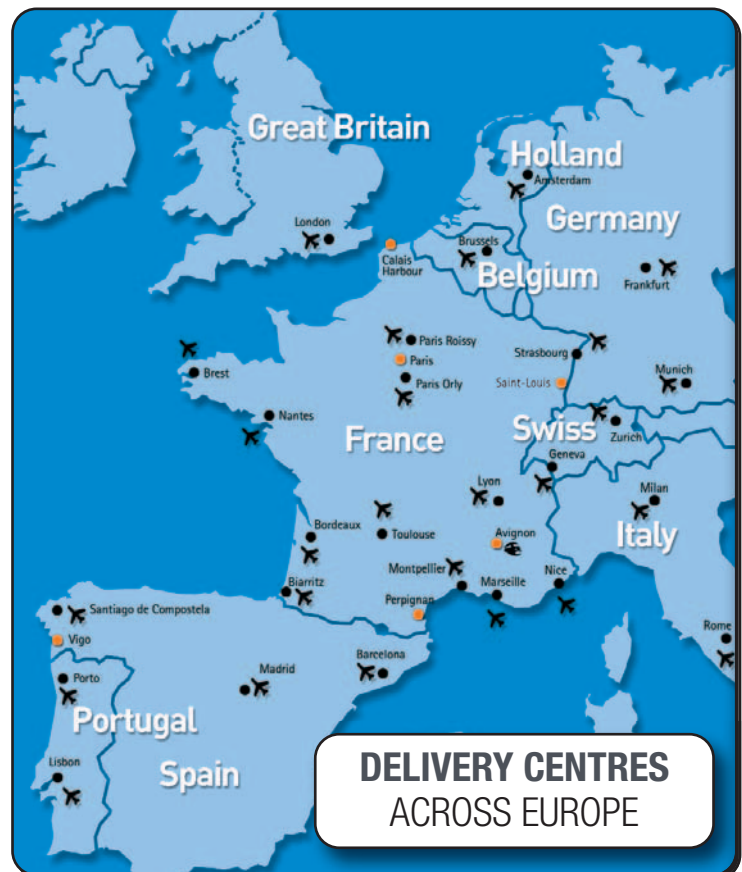 Great Britain
Holland
Amsterdam
Germany
London
Calais
Harbour
Brussels
Belgium
Frankfurt
Paris Roissy
Paris
Paris Orly
Strasbourg
Saint-Louis
Munich
Brest
Nantes
France
Swiss
Zurich
Geneva
Lyon
Milan
Italy
Bordeaux
Toulouse
Avignon
Biarritz
Montpellier
Marseille
Nice
Perpignan
Rome
Santiago de Compostela
Vigo
Porto
Portugal
Madrid
Barcelona
Spain
Lisbon
DELIVERY CENTRES
ACROSS EUROPE